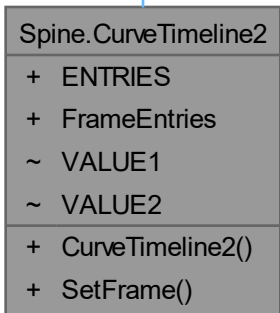 Spine.CurveTimeline2
+ ENTRIES
+ FrameEntries
~ VALUE1
~ VALUE2
+ CurveTimeline2()
+ SetFrame()